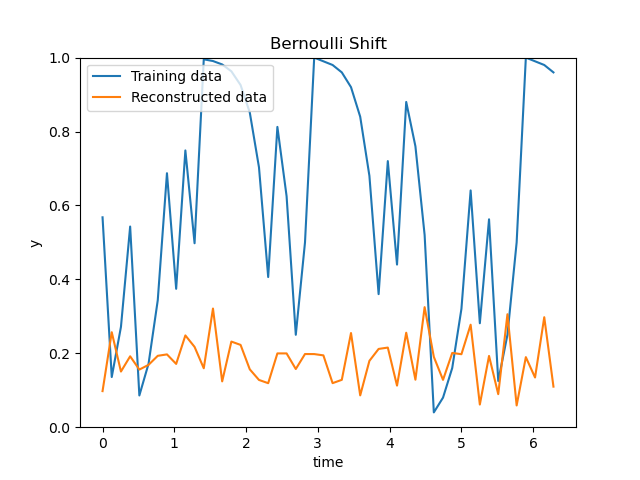 Bernoulli Shift
Training data
Reconstructed data
y
1.0
0.8
0.6
0.4
0.2
0.0
0 1 2 3 4 5 6
time